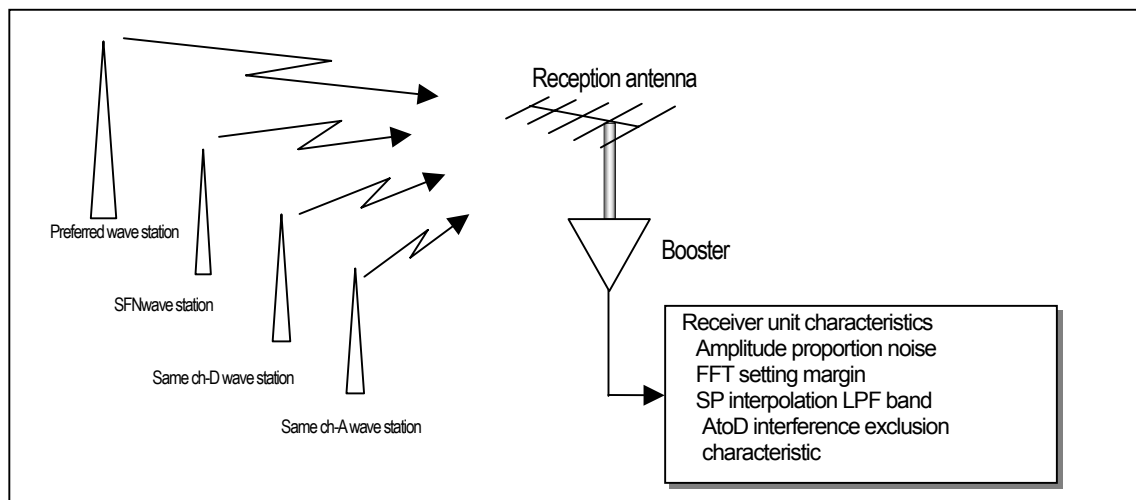 Reception antenna
Preferred wave station
Booster
SFNwave station
Same ch-D wave station
Same ch-A wave station
Receiver unit characteristics
Amplitude proportion noise
FFT setting margin
SP interpolation LPF band
AtoD interference exclusion
characteristic